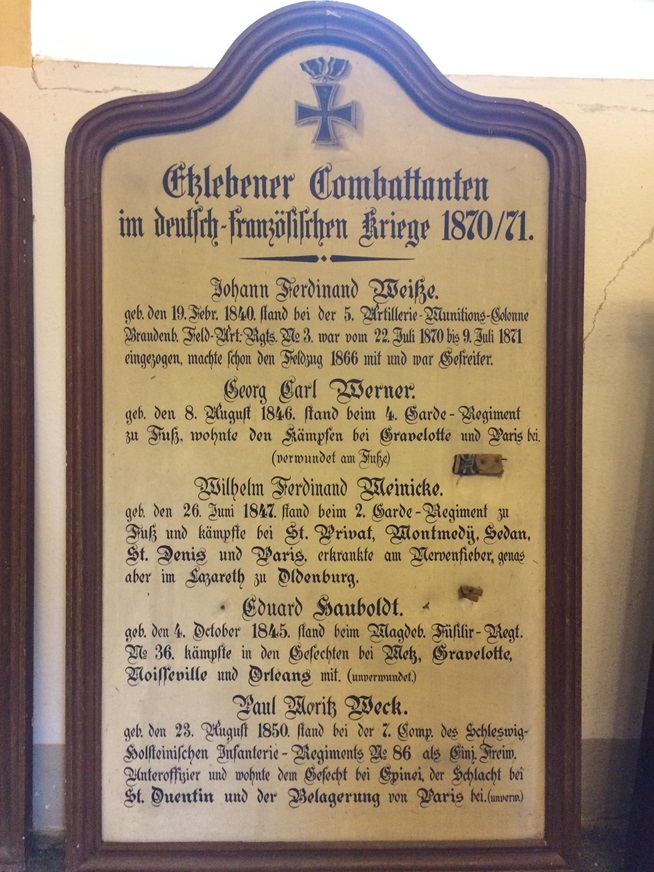 Etzlebener Combattanten
im deutsch-französischen Kriege 1870/71.
Johann Ferdinand Weiße.
geb. den 19. Febr. 1840. stand bei der 5. Artillerie-Munitions-Colonne
Brandenb. Feld-Art.-Rgts. No 3. war vom 22. Juli 1870 bis 9. Juli 1871
eingezogen, machte schon den Feldzug 1866 mit und war Gefreiter.
Georg Carl Werner.
geb. den 8. August 1846. stand beim 4. Garde-Regiment
zu Fuß, wohnte den Kämpfen bei Gravelotte und Paris bei.
(verwundet am Fuße)
Wilhelm Ferdinand Meinicke.
geb. den 26. Juni 1847. stand beim 2. Garde-Regiment zu
Fuß und kämpfte bei St. Privat, Montmedÿ, Sedan,
St. Denis und Paris. erkrankte am Nervenfieber, genas
aber im Lazareth zu Oldenburg.
Eduard Hauboldt.
geb. den 4. October 1845. stand beim Magdeb. Füsilir-Regt.
No 36. kämpfte in den Gefechten bei Metz, Gravelotte,
Noisseville und Orleans mit. (unverwundet.)
Paul Moritz Weck.
geb. den 23. August 1850. stand bei der 7. Comp. des Schleswig-
Holsteinischen Infanterie-Regiments No 86 als Einj. Freiw.
Unteroffizier und wohnte dem Gefecht bei Epinei, der Schlacht bei
St. Quentin und der Belagerung von Paris bei. (unverw)